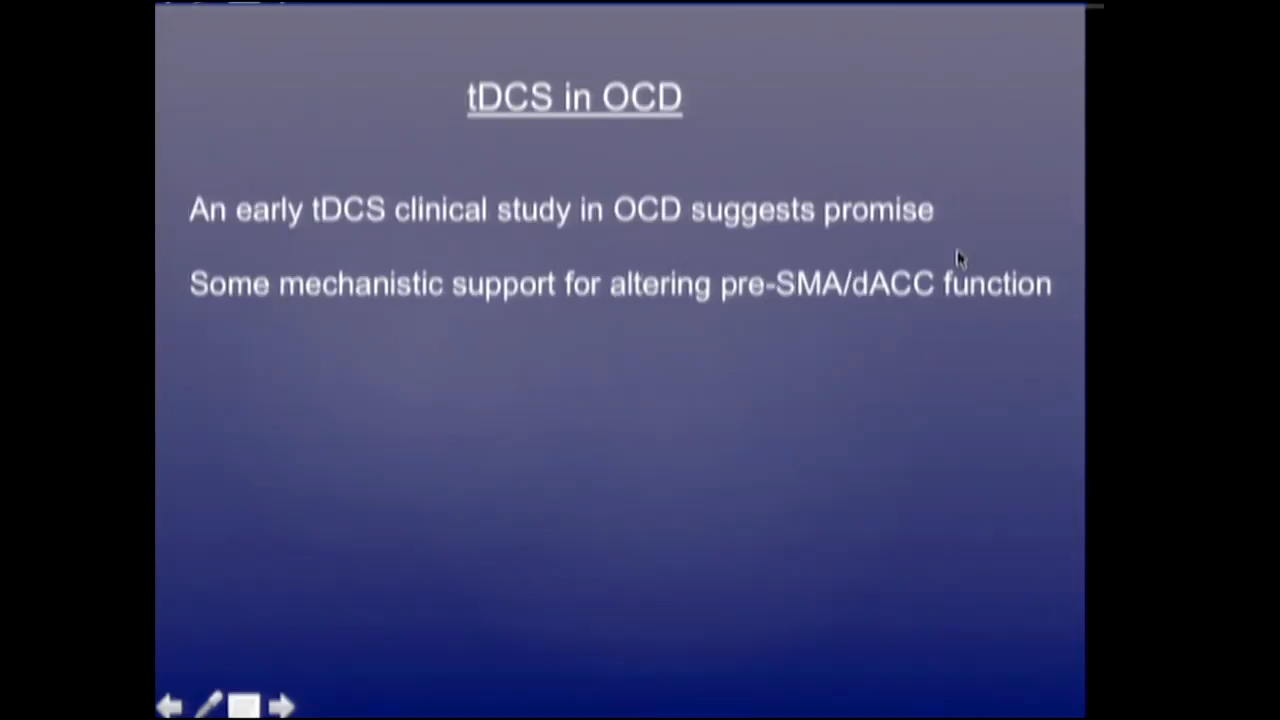 tDCS in OCD
An early tDCS clinical study in OCD suggests promise
Some mechanistic support for altering pre-SMA/dACC function